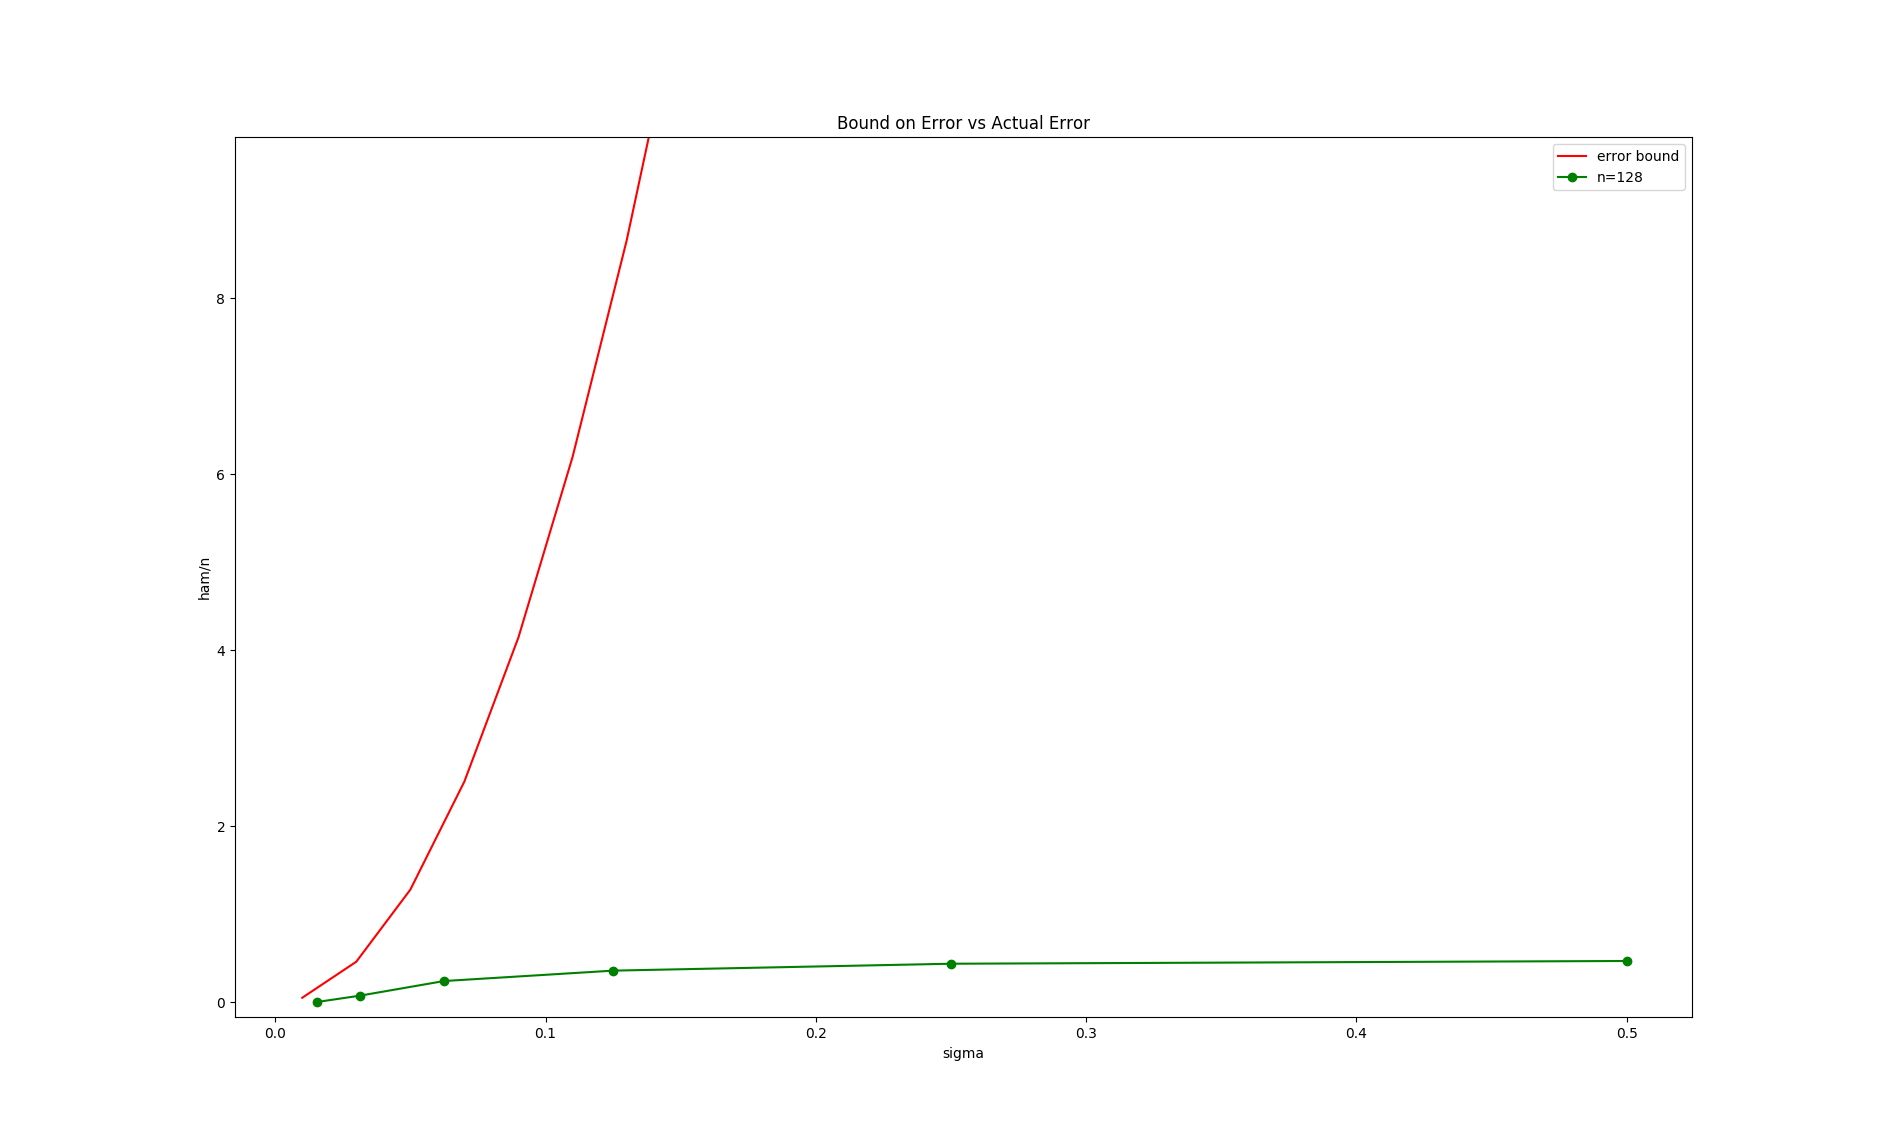 Bound on Error vs Actual Error
error bound
n=128
8
6
4
2
0
ham/n
0.0 0.1 0.2 0.3 0.4 0.5
sigma